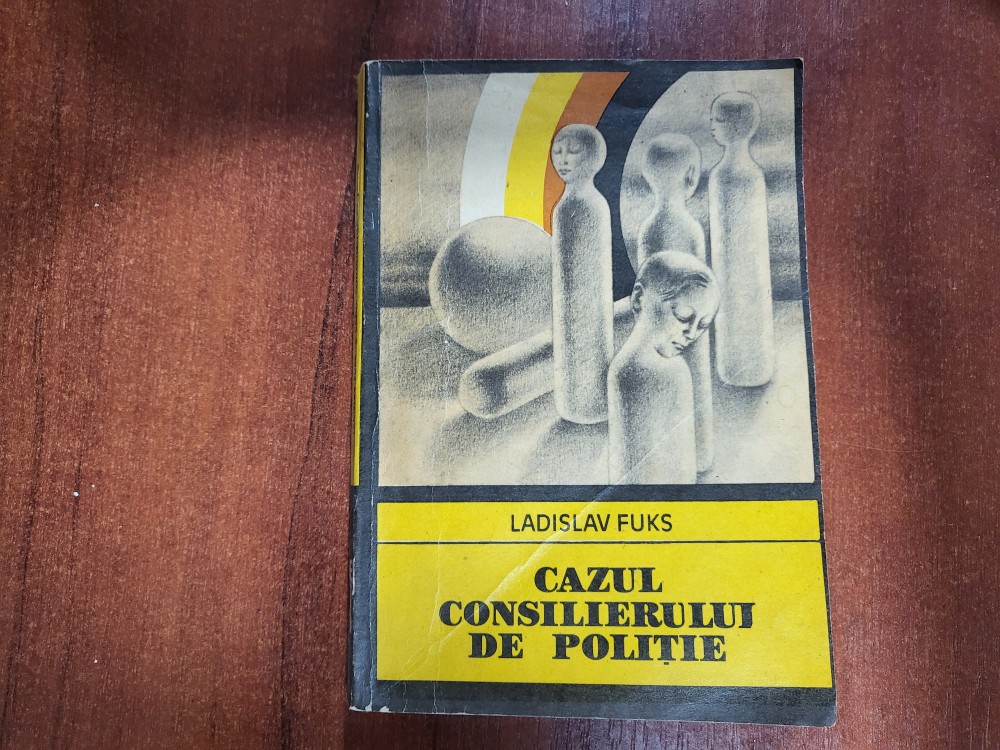 LADISLAV FUKS
CAZUL
CONSILIERULUI
DE POLIȚIE